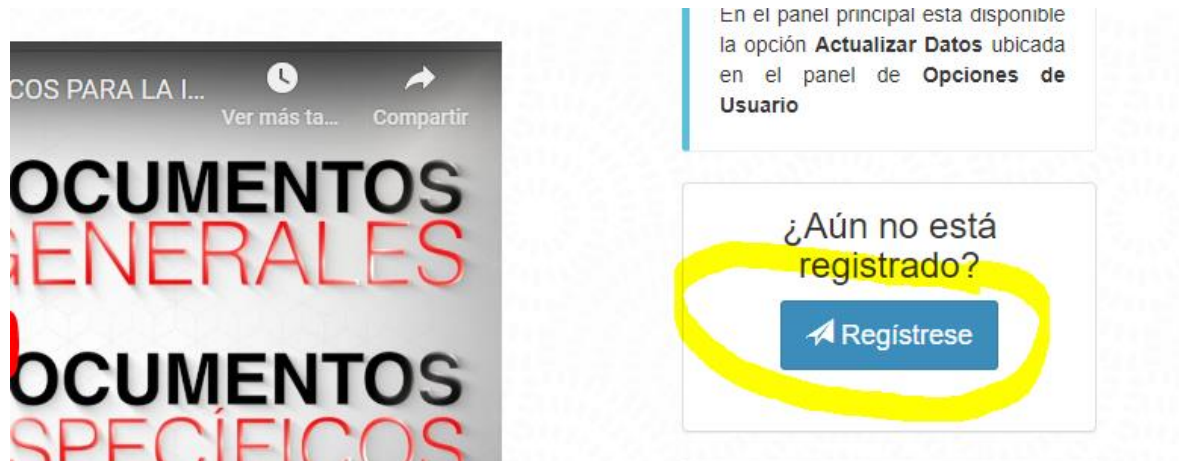 En el panel principal está disponible
la opción Actualizar Datos ubicada
en el panel de Opciones de
Usuario
COS PARA LA I...
Ver más ta...
Compartir
OCUMENTOS
GENERALES
OCUMENTOS
SPECÍFICOS
¿Aún no está
registrado?
Regístrese